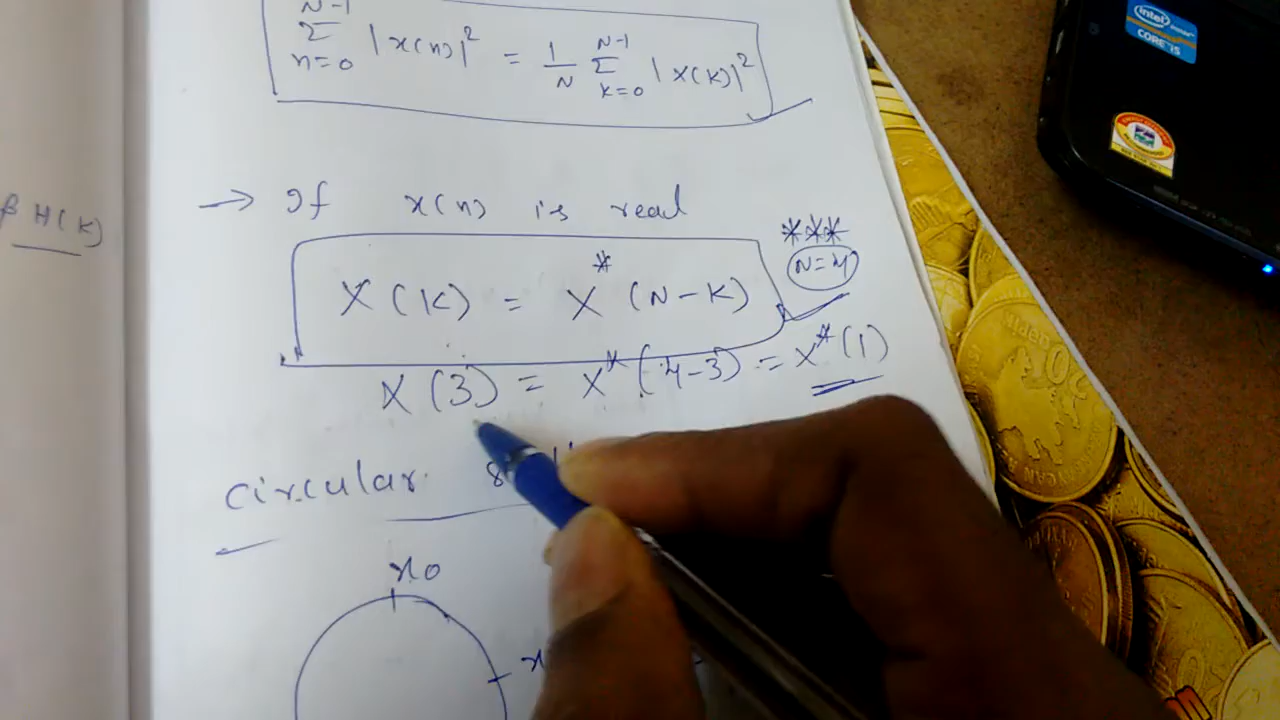 N-1 Σ n=0 |x(n)|² = 1/N N-1 Σ k=0 |X(K)|²
β H(K)
→ If x(n) is real
***
N=4
X(K) = X*(N-K)
X(3) = X*(4-3) = X*(1)
circular
x0
intel
CORE i5